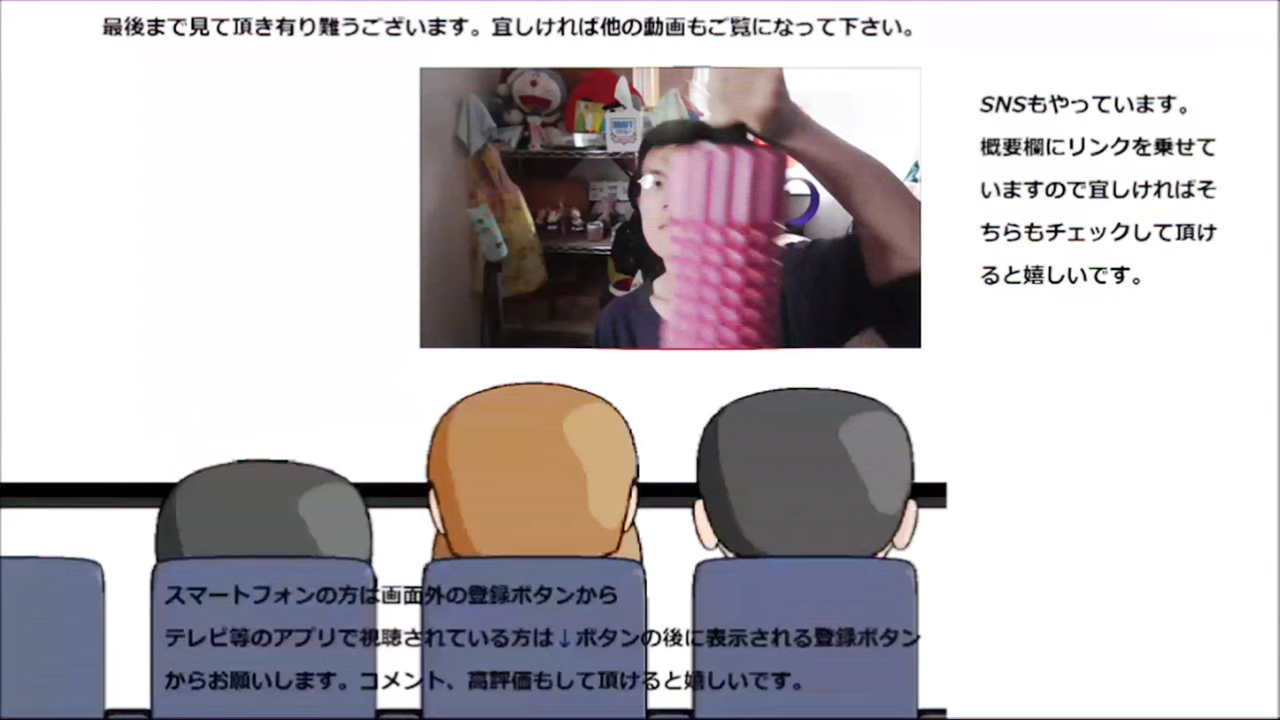 最後まで見て頂き有り難うございます。宜しければ他の動画もご覧になって下さい。
SNSもやっています。
概要欄にリンクを乗せて
いますので宜しければそ
ちらもチェックして頂け
ると嬉しいです。
スマートフォンの方は画面外の登録ボタンから
テレビ等のアプリで視聴されている方は↓ボタンの後に表示される登録ボタン
からお願いします。コメント、高評価もして頂けると嬉しいです。